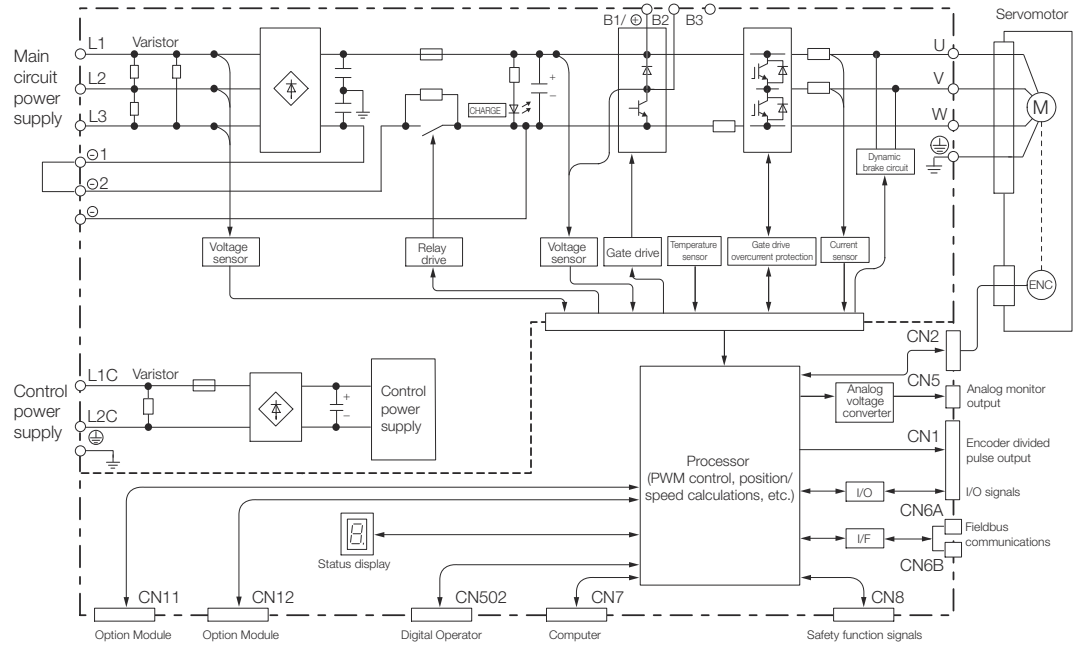 B1/⊕ B2 B3
Servomotor
Main
circuit
power
supply
L1
Varistor
L2
L3
⊖1
⊖2
⊖
CHARGE
+
−
U
V
W
M
Dynamic
brake circuit
Voltage
sensor
Relay
drive
Voltage
sensor
Gate drive
Temperature
sensor
Gate drive
overcurrent protection
Current
sensor
ENC
Control
power
supply
L1C
Varistor
L2C
+
−
Control
power
supply
Processor
(PWM control, position/
speed calculations, etc.)
CN2
CN5
Analog
voltage
converter
Analog monitor
output
CN1
Encoder divided
pulse output
I/O
I/O signals
CN6A
I/F
Fieldbus
communications
CN6B
8.
Status display
CN11
Option Module
CN12
Option Module
CN502
Digital Operator
CN7
Computer
CN8
Safety function signals